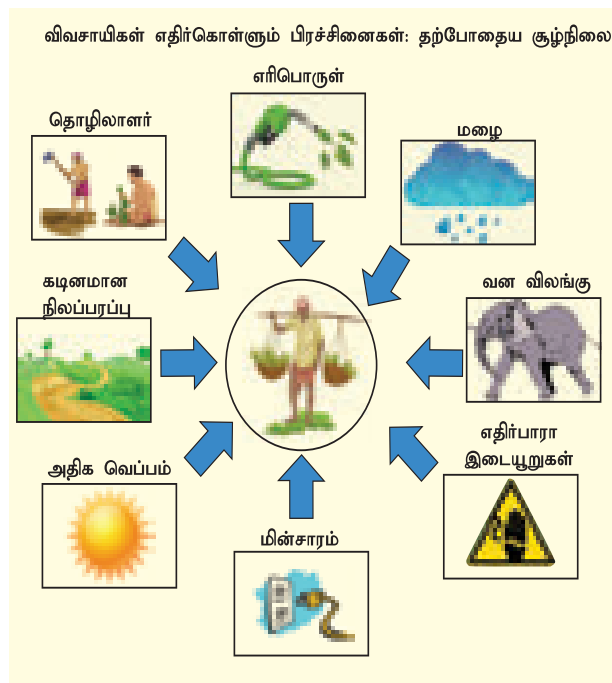 விவசாயிகள் எதிர்கொள்ளும் பிரச்சினைகள்: தற்போதைய சூழ்நிலை
எரிபொருள்
தொழிலாளர்
மழை
கடினமான
நிலப்பரப்பு
வன விலங்கு
எதிர்பாரா
இடையூறுகள்
அதிக வெப்பம்
மின்சாரம்